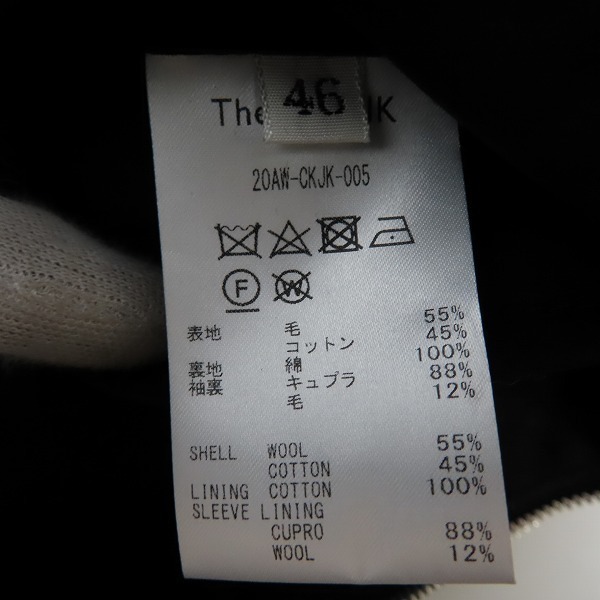 46
The K
20AW-CKJK-005
F W
表地 毛 55%
コットン 45%
裏地 綿 100%
袖裏 キュプラ 88%
毛 12%
SHELL WOOL 55%
COTTON 45%
LINING COTTON 100%
SLEEVE LINING
CUPRO 88%
WOOL 12%